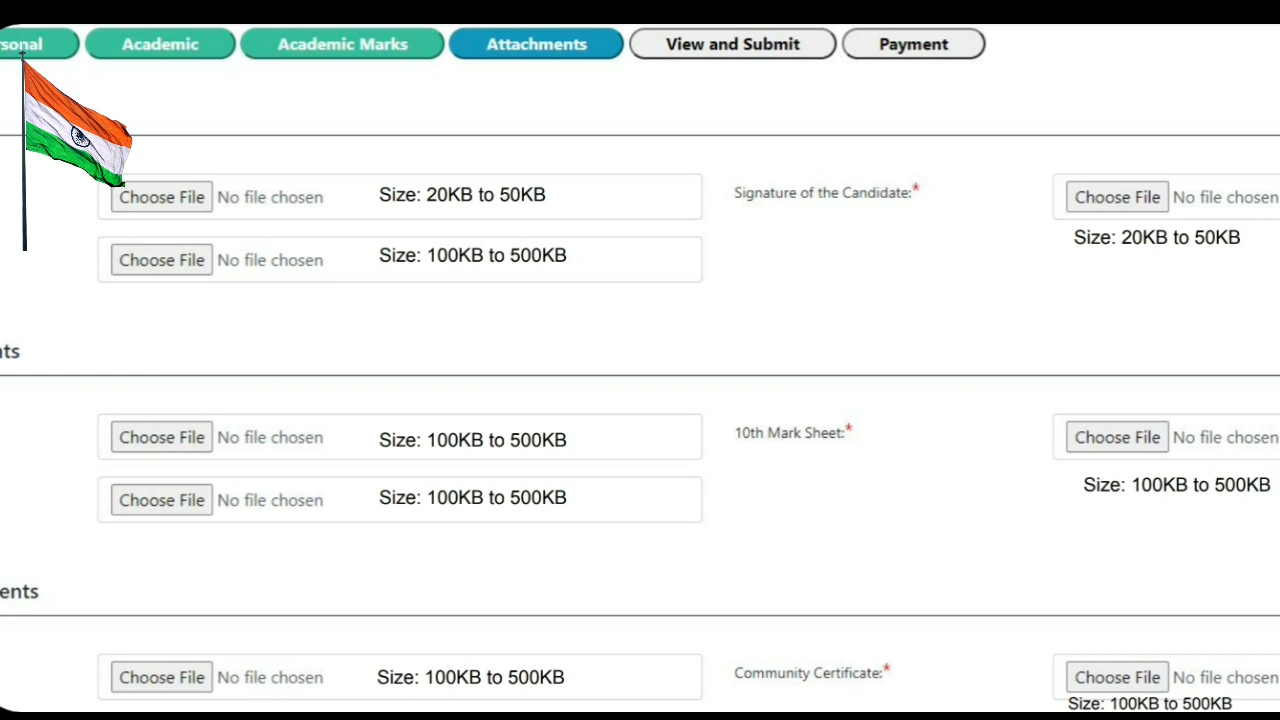 sonal Academic Academic Marks Attachments View and Submit Payment
Choose File No file chosen Size: 20KB to 50KB Signature of the Candidate:* Choose File No file chosen
Size: 20KB to 50KB
Choose File No file chosen Size: 100KB to 500KB
nts
Choose File No file chosen Size: 100KB to 500KB 10th Mark Sheet:* Choose File No file chosen
Size: 100KB to 500KB
Choose File No file chosen Size: 100KB to 500KB
ents
Choose File No file chosen Size: 100KB to 500KB Community Certificate:* Choose File No file chosen
Size: 100KB to 500KB